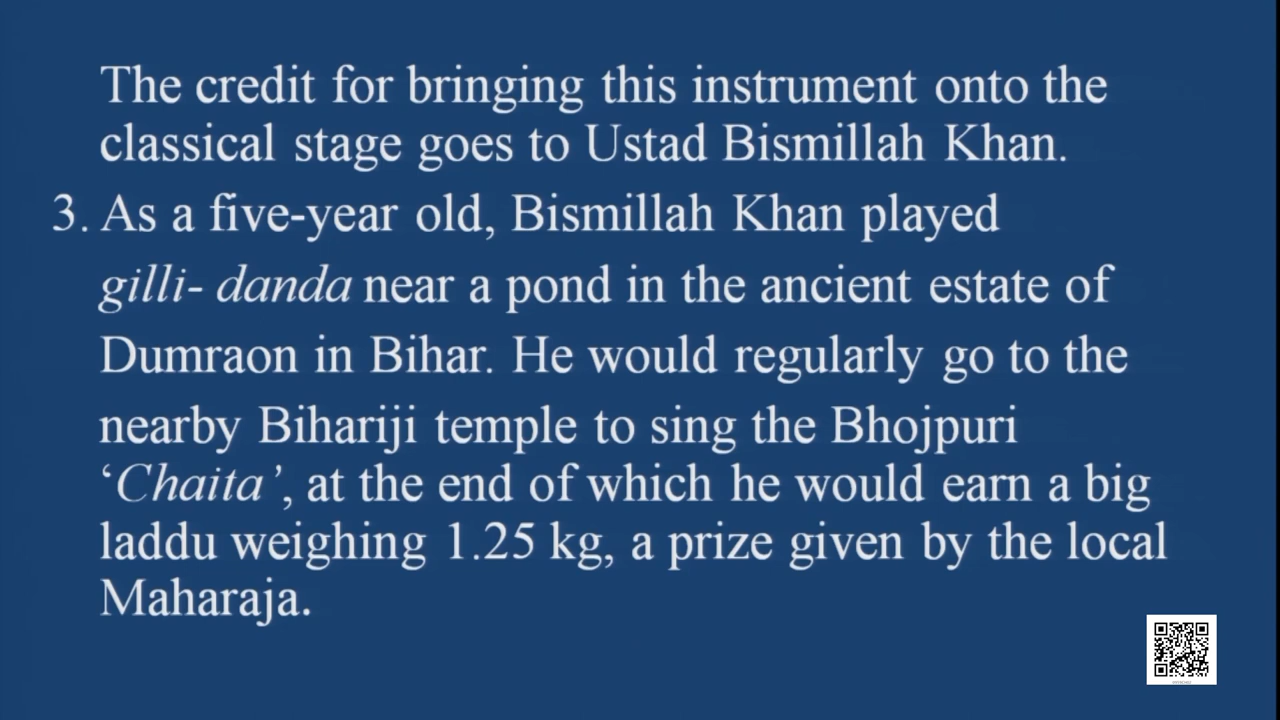 The credit for bringing this instrument onto the
classical stage goes to Ustad Bismillah Khan.
3. As a five-year old, Bismillah Khan played
gilli- danda near a pond in the ancient estate of
Dumraon in Bihar. He would regularly go to the
nearby Bihariji temple to sing the Bhojpuri
‘Chaita’, at the end of which he would earn a big
laddu weighing 1.25 kg, a prize given by the local
Maharaja.